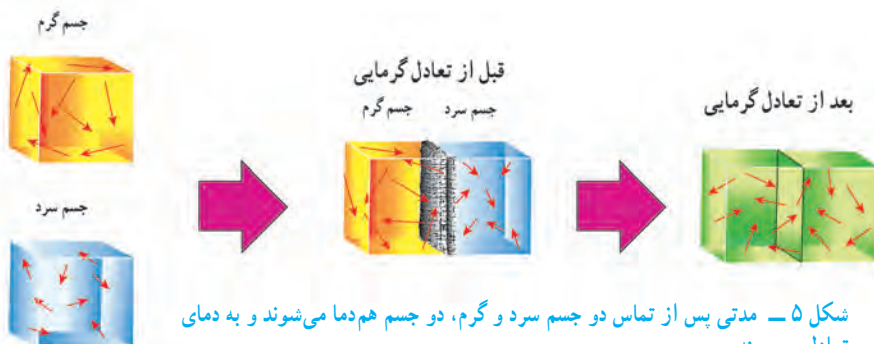 جسم گرم
جسم سرد
قبل از تعادل گرمایی
جسم گرم جسم سرد
بعد از تعادل گرمایی
شکل ۵ ــ مدتی پس از تماس دو جسم سرد و گرم، دو جسم هم‌دما می‌شوند و به دمای